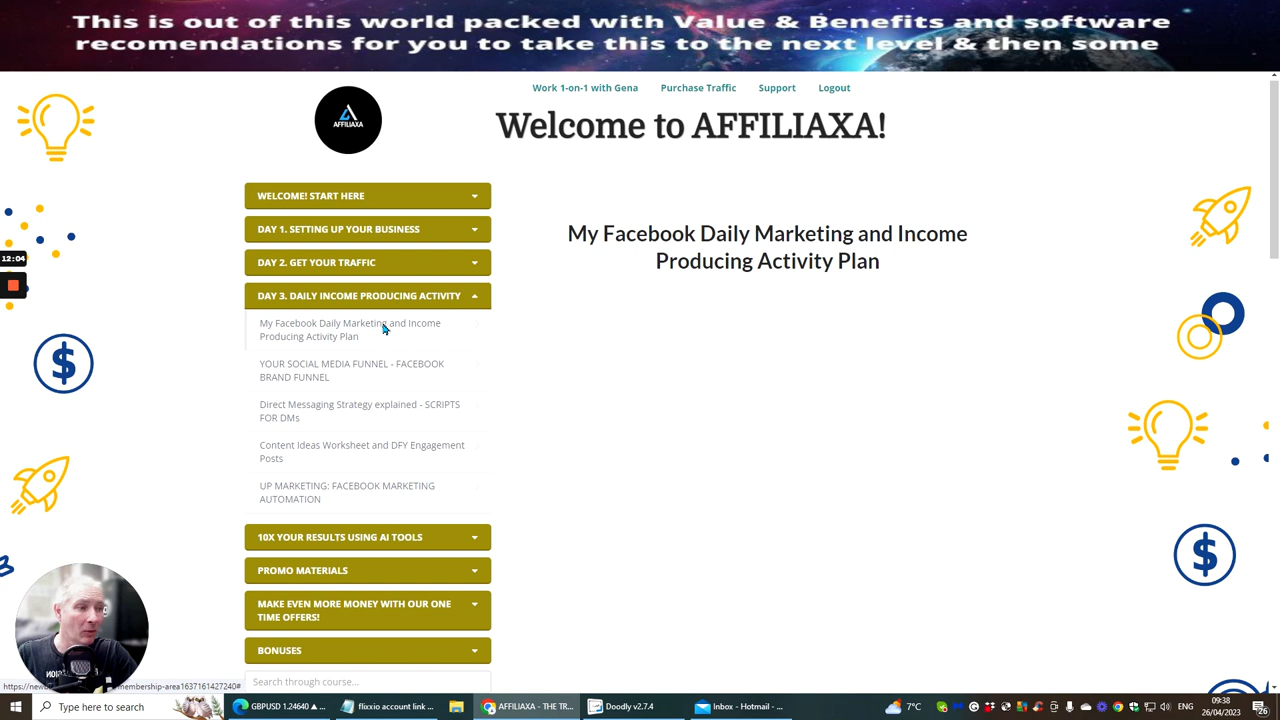 This is out of this world packed with Value & Benefits and software
recomendations for you to take this to the next level & then some
Work 1-on-1 with Gena
Purchase Traffic
Support
Logout
AFFILIAXA
Welcome to AFFILIAXA!
WELCOME! START HERE
DAY 1. SETTING UP YOUR BUSINESS
DAY 2. GET YOUR TRAFFIC
DAY 3. DAILY INCOME PRODUCING ACTIVITY
My Facebook Daily Marketing and Income
Producing Activity Plan
YOUR SOCIAL MEDIA FUNNEL - FACEBOOK
BRAND FUNNEL
Direct Messaging Strategy explained - SCRIPTS
FOR DMs
Content Ideas Worksheet and DFY Engagement
Posts
UP MARKETING: FACEBOOK MARKETING
AUTOMATION
10X YOUR RESULTS USING AI TOOLS
PROMO MATERIALS
MAKE EVEN MORE MONEY WITH OUR ONE
TIME OFFERS!
BONUSES
Search through course...
My Facebook Daily Marketing and Income
Producing Activity Plan
12:04
membership-area1637161427240#
Type here to search
GBPUSD 1.24640 ▲ ...
flixxio account link ...
AFFILIAXA - THE TR...
Doodly v2.7.4
Inbox - Hotmail - ...
7°C
ENG
09:38
26/04/2023